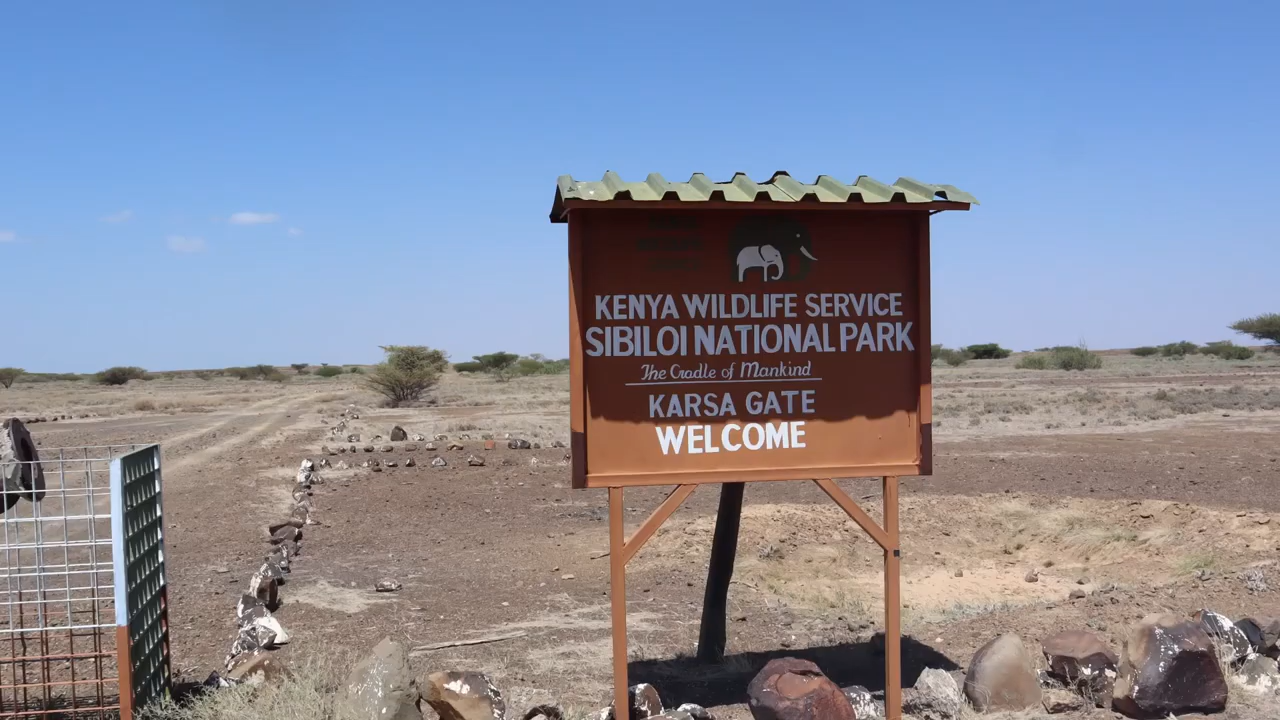 KENYA WILDLIFE SERVICE
SIBILOI NATIONAL PARK
The Cradle of Mankind
KARSA GATE
WELCOME